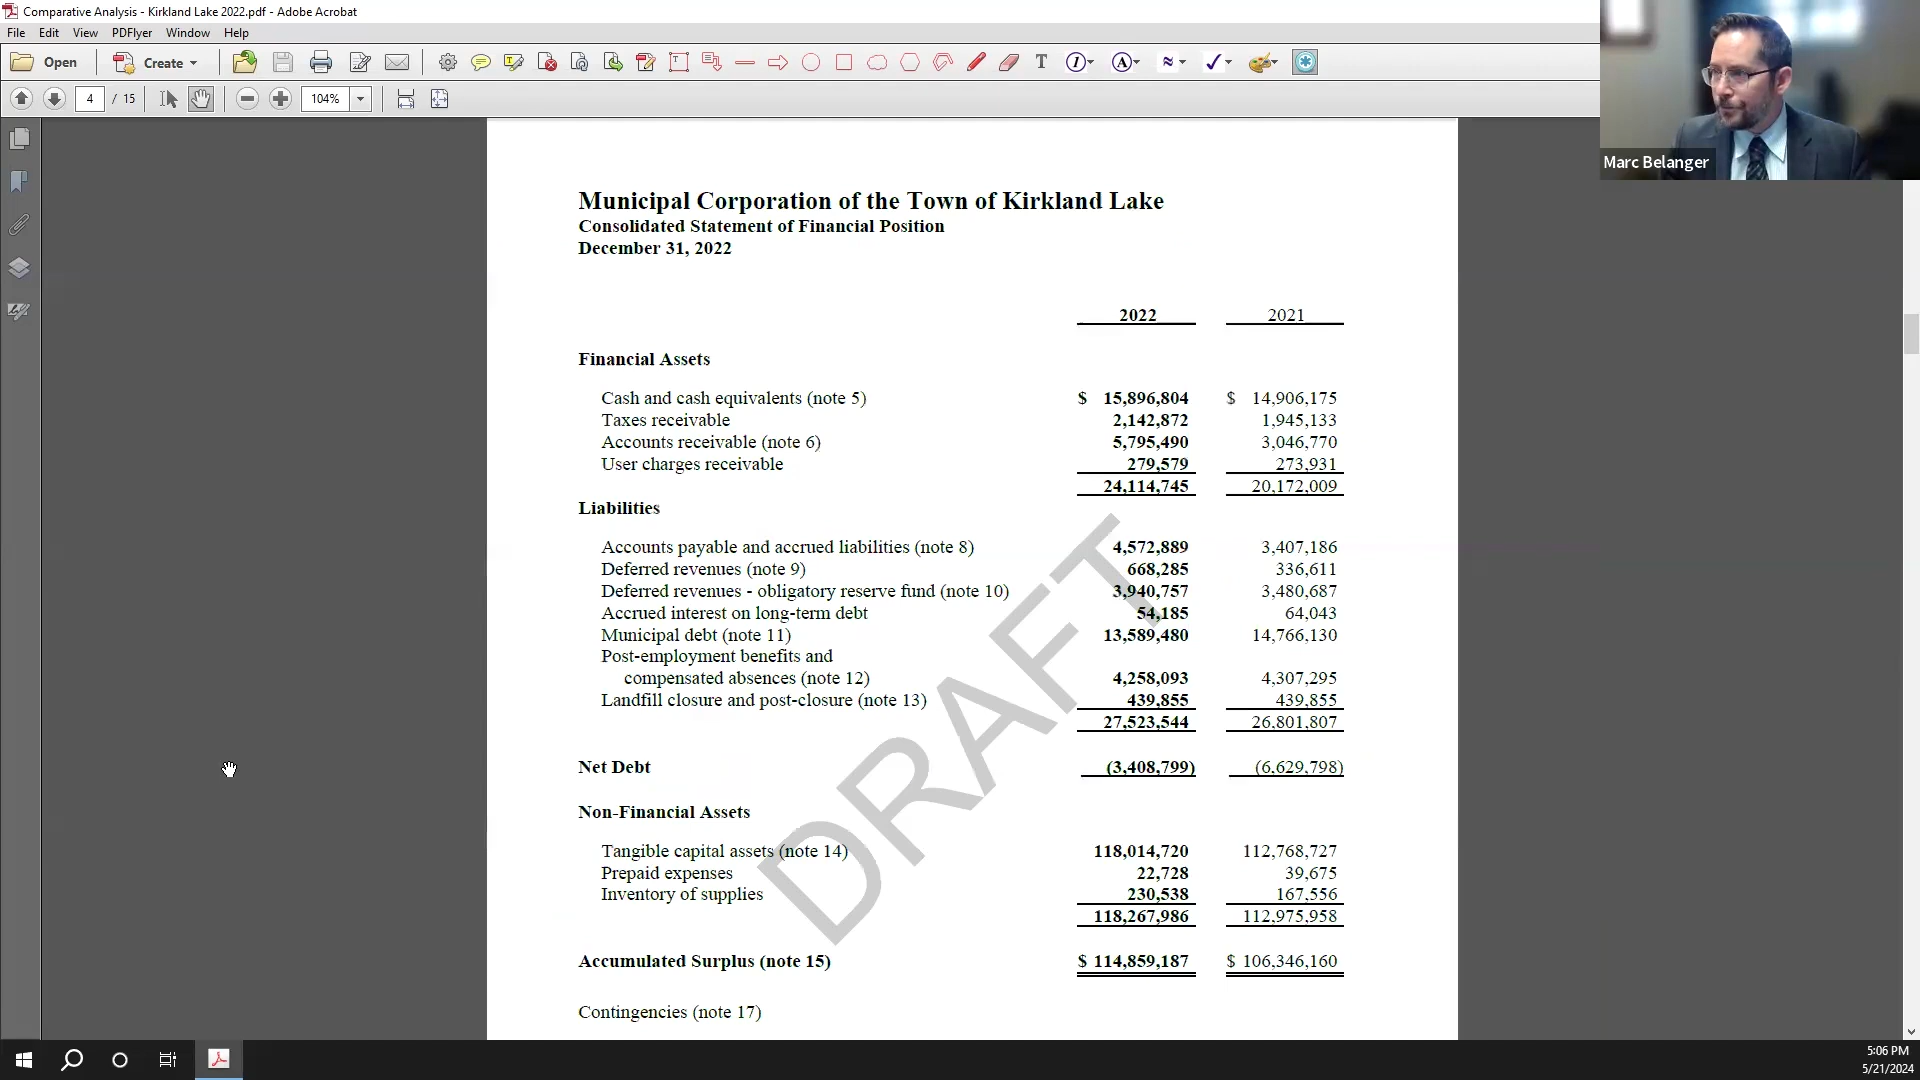 Comparative Analysis - Kirkland Lake 2022.pdf - Adobe Acrobat
File Edit View PDFlyer Window Help
Open Create
4 / 15 104%
Marc Belanger
Municipal Corporation of the Town of Kirkland Lake
Consolidated Statement of Financial Position
December 31, 2022
2022 2021
Financial Assets
Cash and cash equivalents (note 5) $ 15,896,804 $ 14,906,175
Taxes receivable 2,142,872 1,945,133
Accounts receivable (note 6) 5,795,490 3,046,770
User charges receivable 279,579 273,931
24,114,745 20,172,009
Liabilities
Accounts payable and accrued liabilities (note 8) 4,572,889 3,407,186
Deferred revenues (note 9) 668,285 336,611
Deferred revenues - obligatory reserve fund (note 10) 3,940,757 3,480,687
Accrued interest on long-term debt 54,185 64,043
Municipal debt (note 11) 13,589,480 14,766,130
Post-employment benefits and
compensated absences (note 12) 4,258,093 4,307,295
Landfill closure and post-closure (note 13) 439,855 439,855
27,523,544 26,801,807
Net Debt (3,408,799) (6,629,798)
Non-Financial Assets
Tangible capital assets (note 14) 118,014,720 112,768,727
Prepaid expenses 22,728 39,675
Inventory of supplies 230,538 167,556
118,267,986 112,975,958
Accumulated Surplus (note 15) $ 114,859,187 $ 106,346,160
Contingencies (note 17)
DRAFT
5:06 PM
5/21/2024